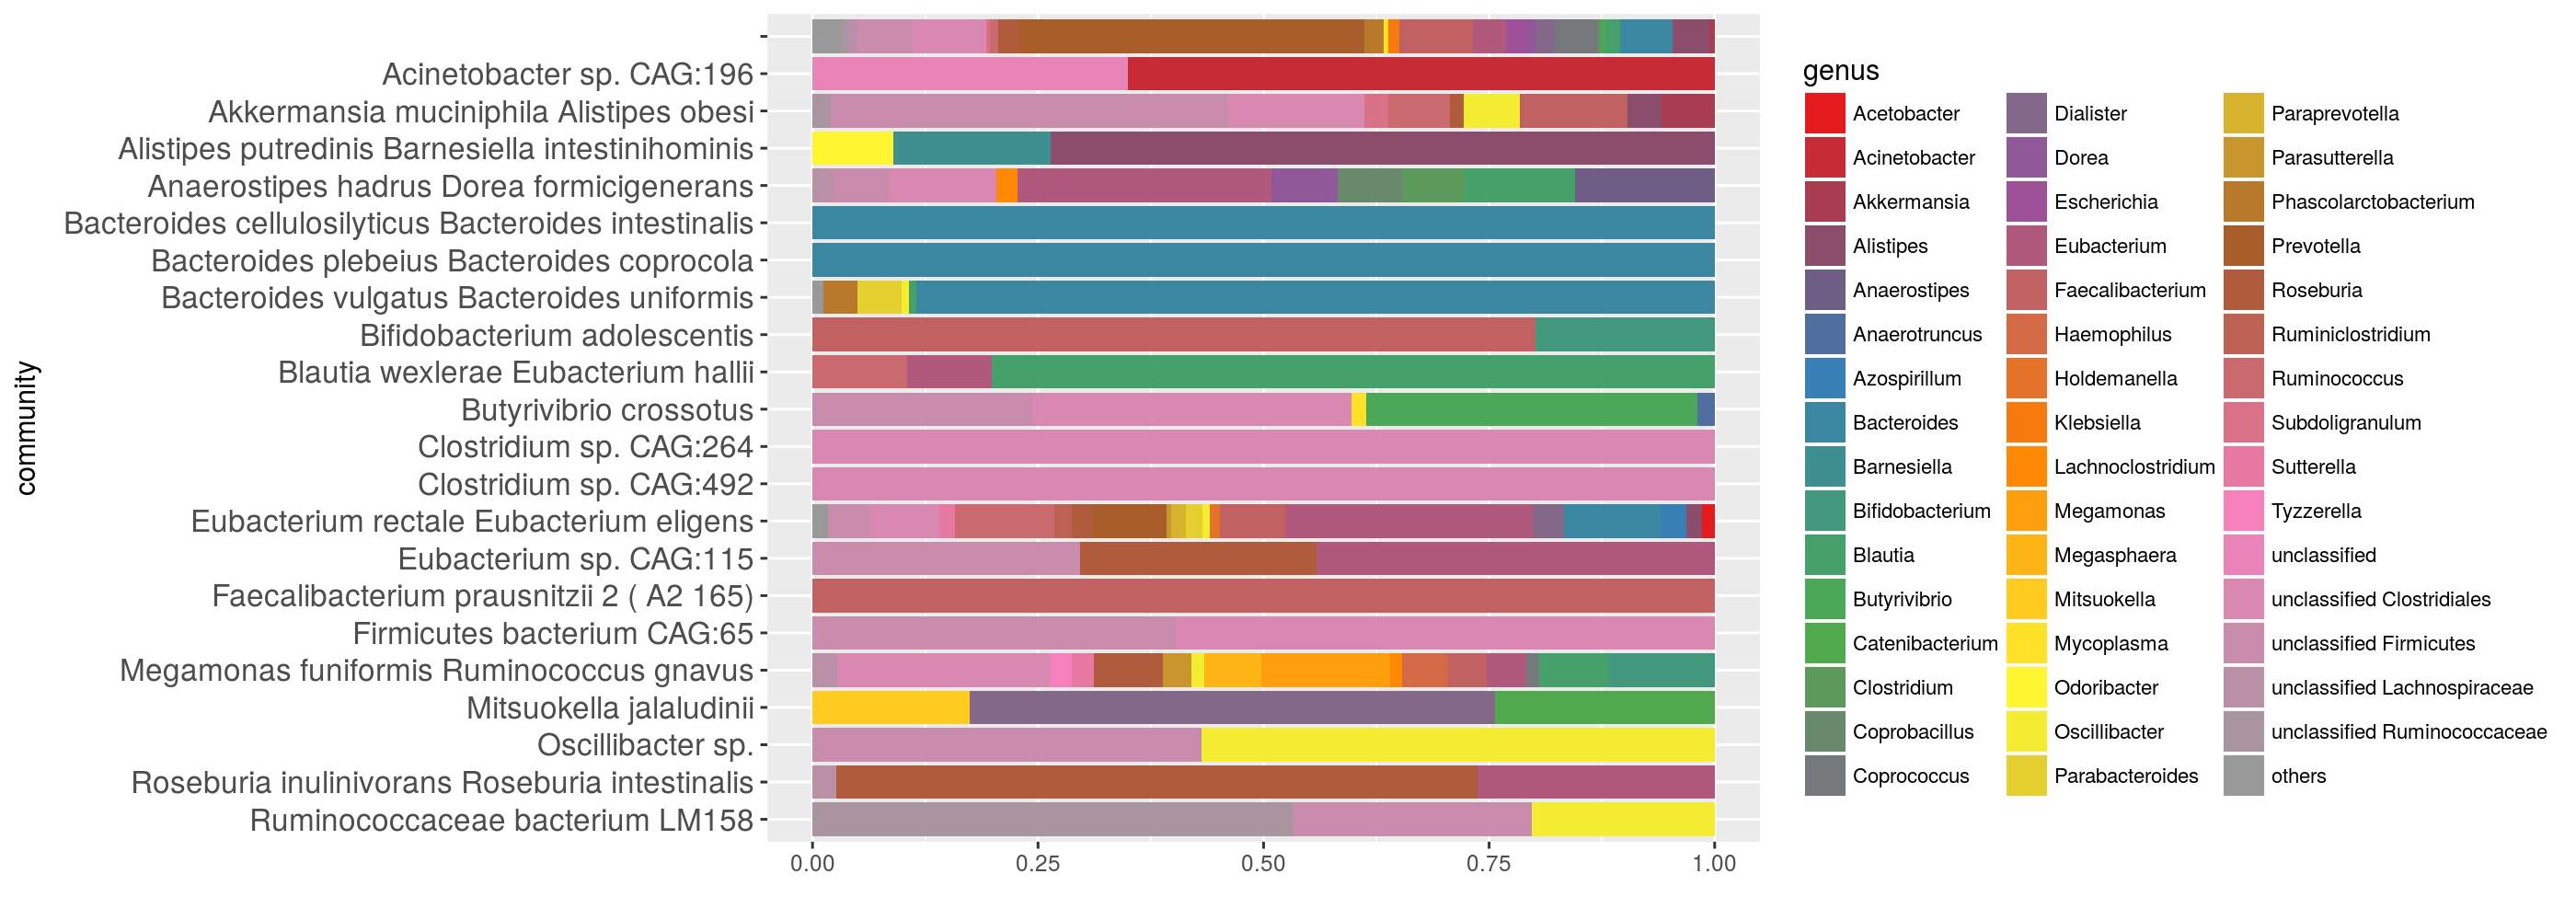 community
Acinetobacter sp. CAG:196
Akkermansia muciniphila Alistipes obesi
Alistipes putredinis Barnesiella intestinihominis
Anaerostipes hadrus Dorea formicigenerans
Bacteroides cellulosilyticus Bacteroides intestinalis
Bacteroides plebeius Bacteroides coprocola
Bacteroides vulgatus Bacteroides uniformis
Bifidobacterium adolescentis
Blautia wexlerae Eubacterium hallii
Butyrivibrio crossotus
Clostridium sp. CAG:264
Clostridium sp. CAG:492
Eubacterium rectale Eubacterium eligens
Eubacterium sp. CAG:115
Faecalibacterium prausnitzii 2 ( A2 165)
Firmicutes bacterium CAG:65
Megamonas funiformis Ruminococcus gnavus
Mitsuokella jalaludinii
Oscillibacter sp.
Roseburia inulinivorans Roseburia intestinalis
Ruminococcaceae bacterium LM158
0.00 0.25 0.50 0.75 1.00
genus
Acetobacter
Acinetobacter
Akkermansia
Alistipes
Anaerostipes
Anaerotruncus
Azospirillum
Bacteroides
Barnesiella
Bifidobacterium
Blautia
Butyrivibrio
Catenibacterium
Clostridium
Coprobacillus
Coprococcus
Dialister
Dorea
Escherichia
Eubacterium
Faecalibacterium
Haemophilus
Holdemanella
Klebsiella
Lachnoclostridium
Megamonas
Megasphaera
Mitsuokella
Mycoplasma
Odoribacter
Oscillibacter
Parabacteroides
Paraprevotella
Parasutterella
Phascolarctobacterium
Prevotella
Roseburia
Ruminiclostridium
Ruminococcus
Subdoligranulum
Sutterella
Tyzzerella
unclassified
unclassified Clostridiales
unclassified Firmicutes
unclassified Lachnospiraceae
unclassified Ruminococcaceae
others